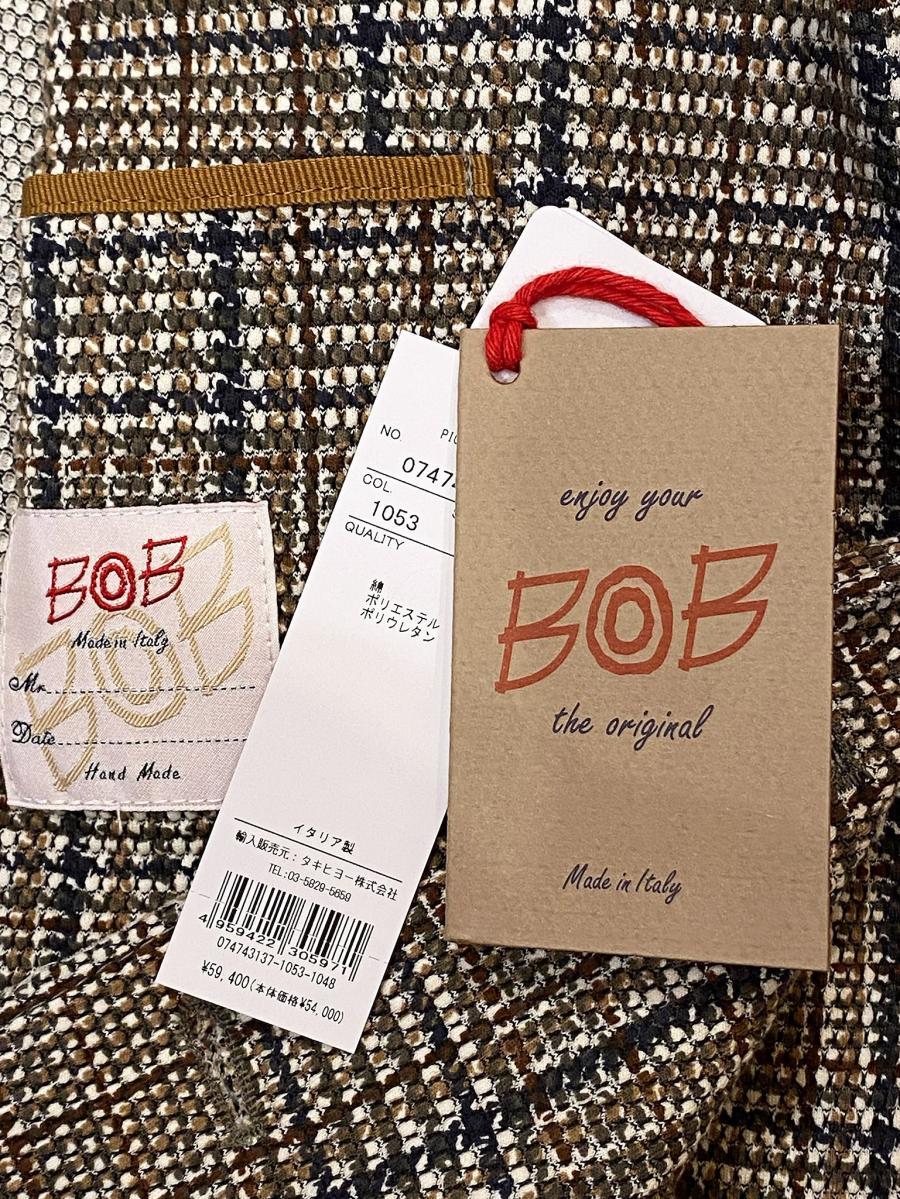 BOB
Made in Italy
Mr.
Date
Hand Made
NO.
0747
COL.
1053
QUALITY
綿
ポリエステル
ポリウレタン
イタリア製
輸入販売元:タキヒヨー株式会社
TEL:03-5829-5659
4 959422 305971
074743137-1053-1048
¥59,400(本体価格¥54,000)
enjoy your
BOB
the original
Made in Italy